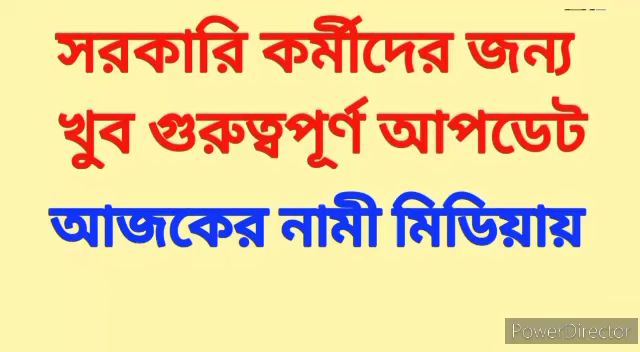 সরকারি কর্মীদের জন্য
খুব গুরুত্বপূর্ণ আপডেট
আজকের নামী মিডিয়ায়
PowerDirector